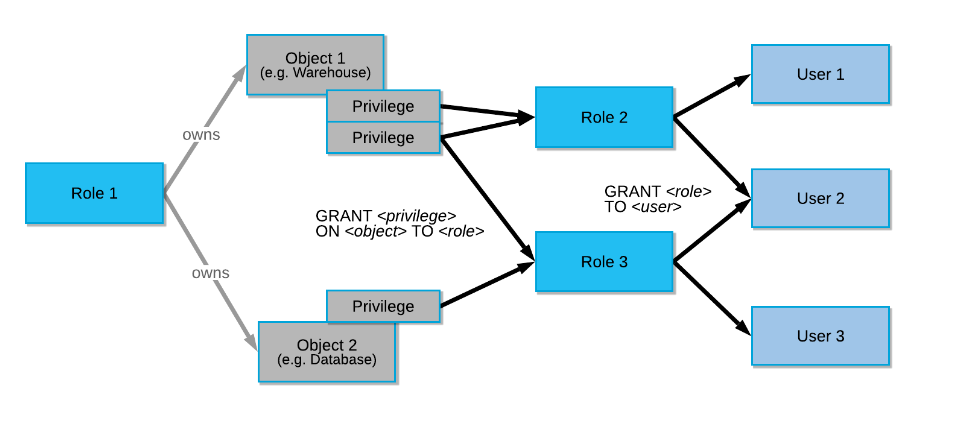 Object 1
(e.g. Warehouse)
Privilege
Privilege
owns
Role 1
owns
GRANT <privilege>
ON <object> TO <role>
Privilege
Object 2
(e.g. Database)
Role 2
GRANT <role>
TO <user>
Role 3
User 1
User 2
User 3